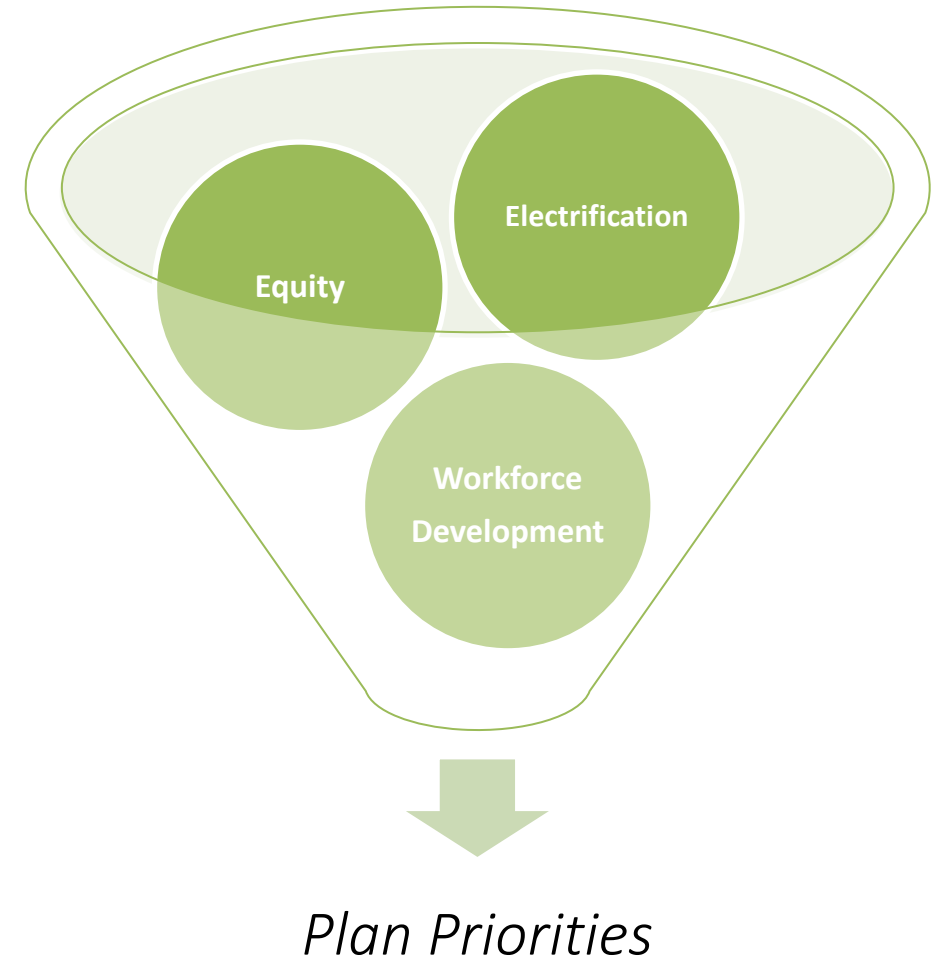 Electrification
Equity
Workforce
Development
Plan Priorities